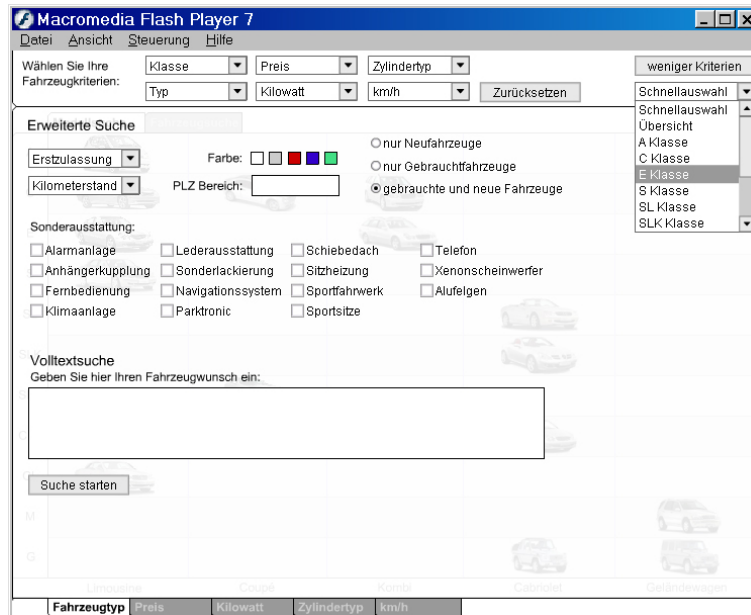 Macromedia Flash Player 7
Datei Ansicht Steuerung Hilfe
Wählen Sie Ihre Fahrzeugkriterien:
Klasse Preis Zylindertyp weniger Kriterien
Typ Kilowatt km/h Zurücksetzen Schnellauswahl
Schnellauswahl
Übersicht
A Klasse
C Klasse
E Klasse
S Klasse
SL Klasse
SLK Klasse
Erweiterte Suche
Erstzulassung Farbe: nur Neufahrzeuge
nur Gebrauchtfahrzeuge
Kilometerstand PLZ Bereich: gebrauchte und neue Fahrzeuge
Sonderausstattung:
Alarmanlage Lederausstattung Schiebedach Telefon
Anhängerkupplung Sonderlackierung Sitzheizung Xenonscheinwerfer
Fernbedienung Navigationssystem Sportfahrwerk Alufelgen
Klimaanlage Parktronic Sportsitze
Volltextsuche
Geben Sie hier Ihren Fahrzeugwunsch ein:
Suche starten
M
G
Limousine Coupé Kombi Cabriolet Geländewagen
Fahrzeugtyp Preis Kilowatt Zylindertyp km/h